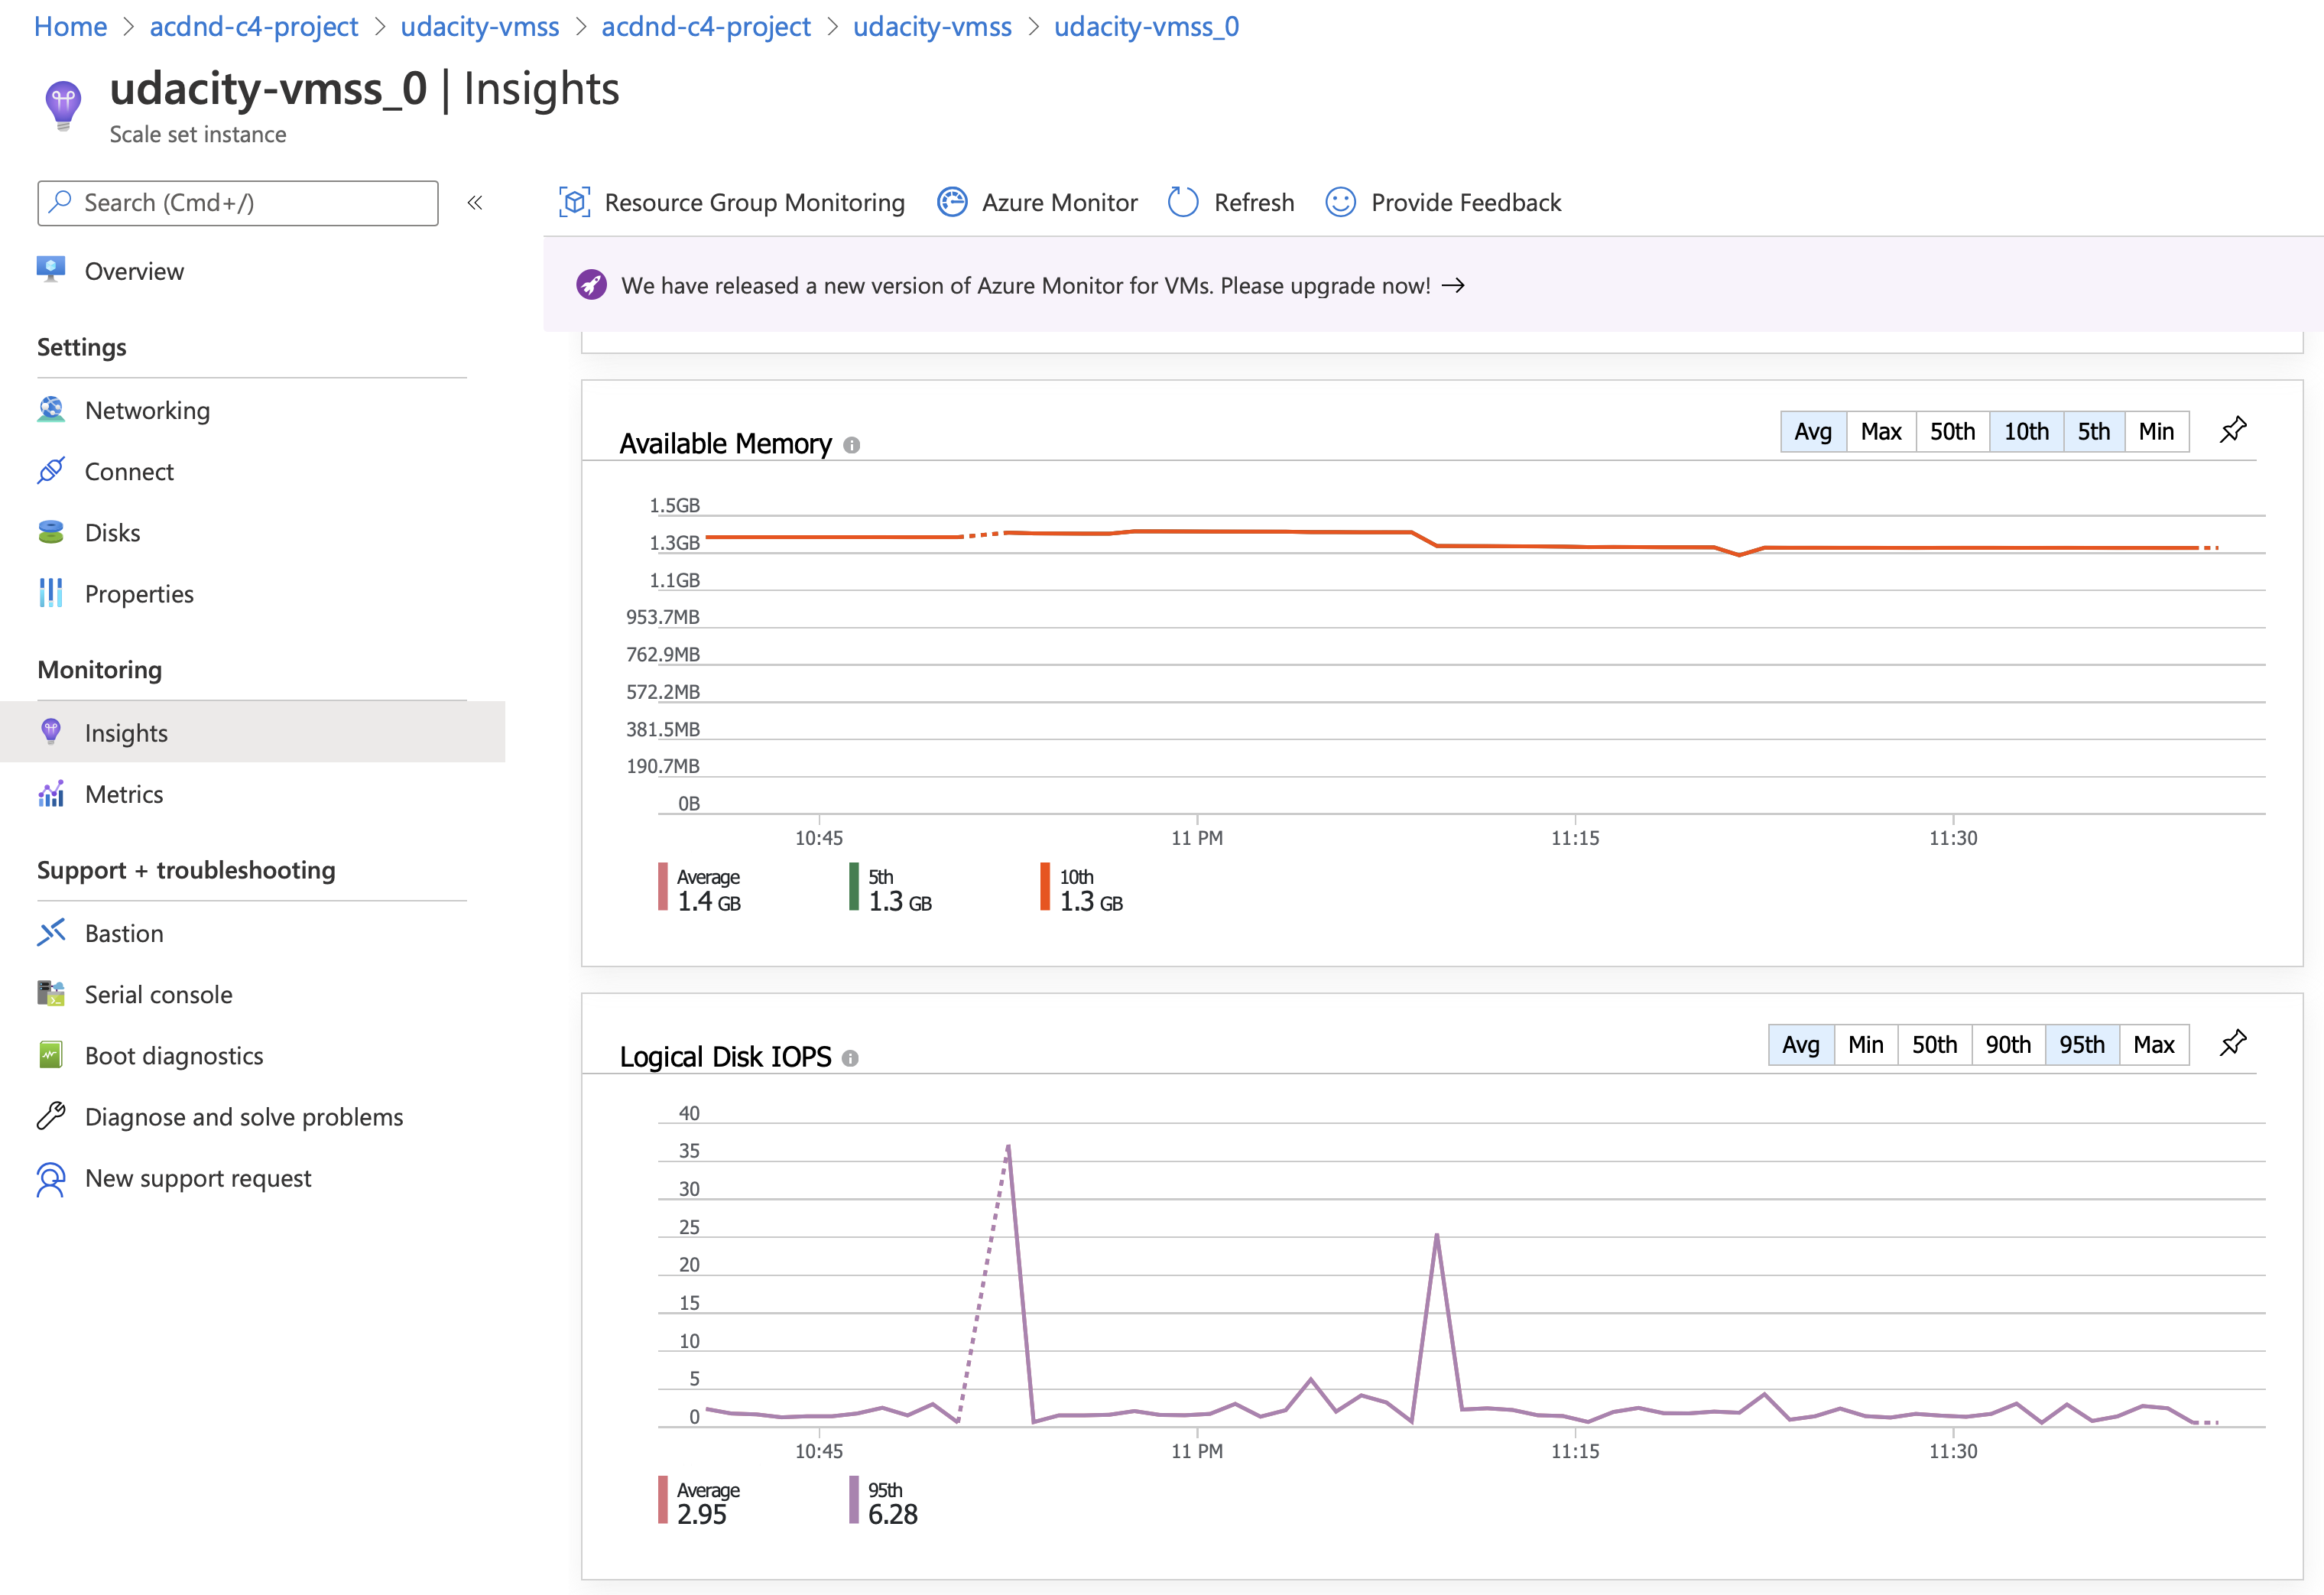 Home > acdnd-c4-project > udacity-vmss > acdnd-c4-project > udacity-vmss > udacity-vmss_0
udacity-vmss_0 | Insights
Scale set instance
Search (Cmd+/)
«
Resource Group Monitoring
Azure Monitor
Refresh
Provide Feedback
We have released a new version of Azure Monitor for VMs. Please upgrade now! →
Overview
Settings
Networking
Connect
Disks
Properties
Monitoring
Insights
Metrics
Support + troubleshooting
Bastion
Serial console
Boot diagnostics
Diagnose and solve problems
New support request
Available Memory
Avg Max 50th 10th 5th Min
1.5GB
1.3GB
1.1GB
953.7MB
762.9MB
572.2MB
381.5MB
190.7MB
0B
10:45 11 PM 11:15 11:30
Average 5th 10th
1.4 GB 1.3 GB 1.3 GB
Logical Disk IOPS
Avg Min 50th 90th 95th Max
40
35
30
25
20
15
10
5
0
10:45 11 PM 11:15 11:30
Average 95th
2.95 6.28